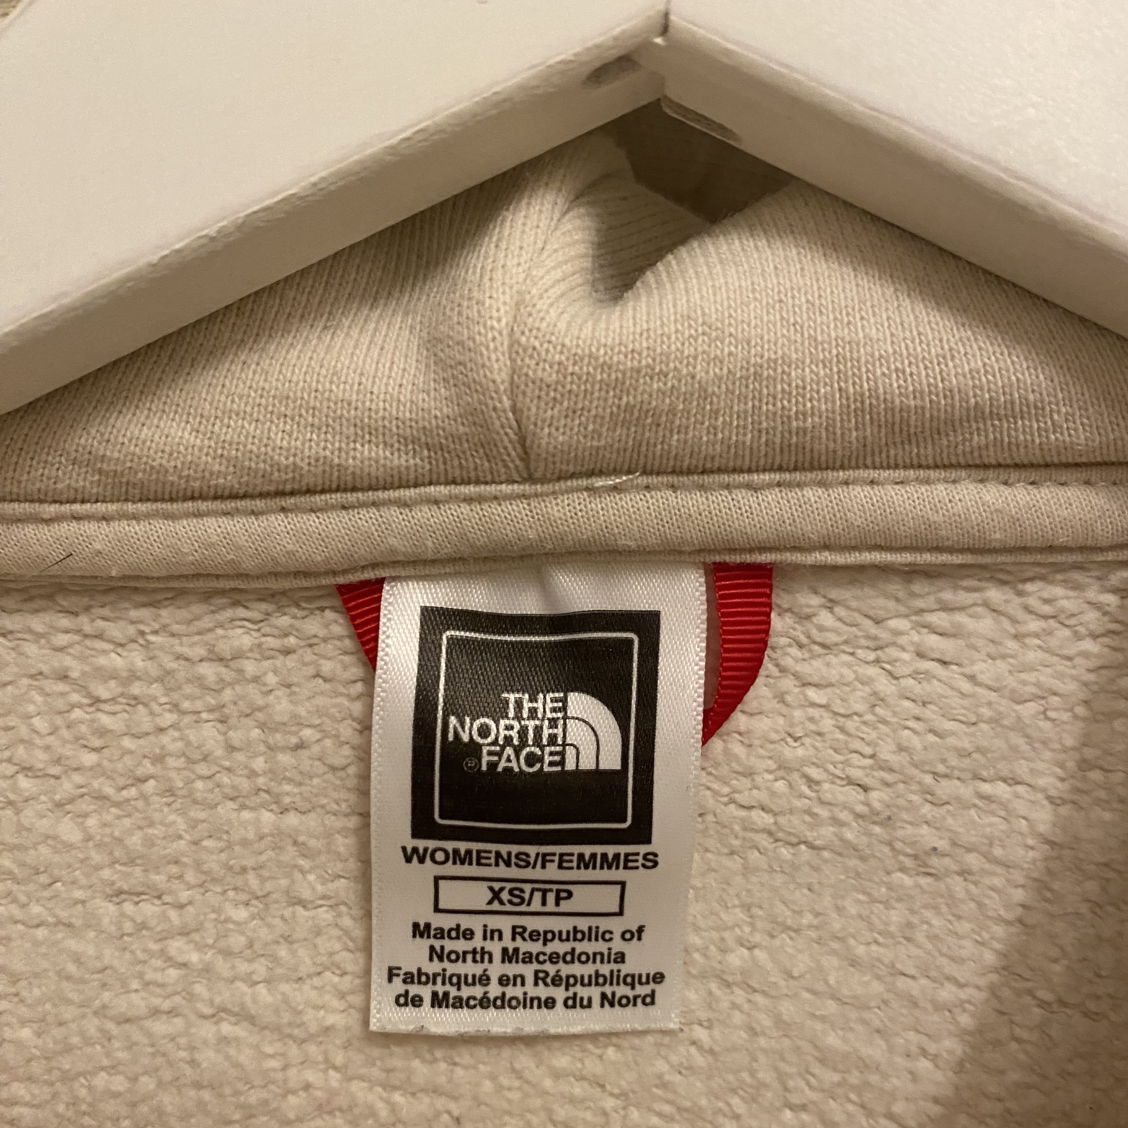 THE
NORTH
FACE
®
WOMENS/FEMMES
XS/TP
Made in Republic of
North Macedonia
Fabriqué en République
de Macédoine du Nord